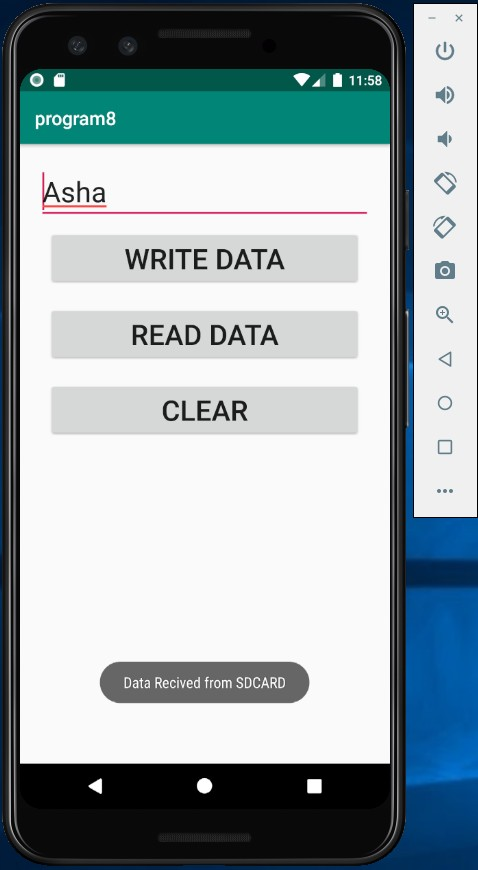 11:58
program8
Asha
WRITE DATA
READ DATA
CLEAR
Data Recived from SDCARD